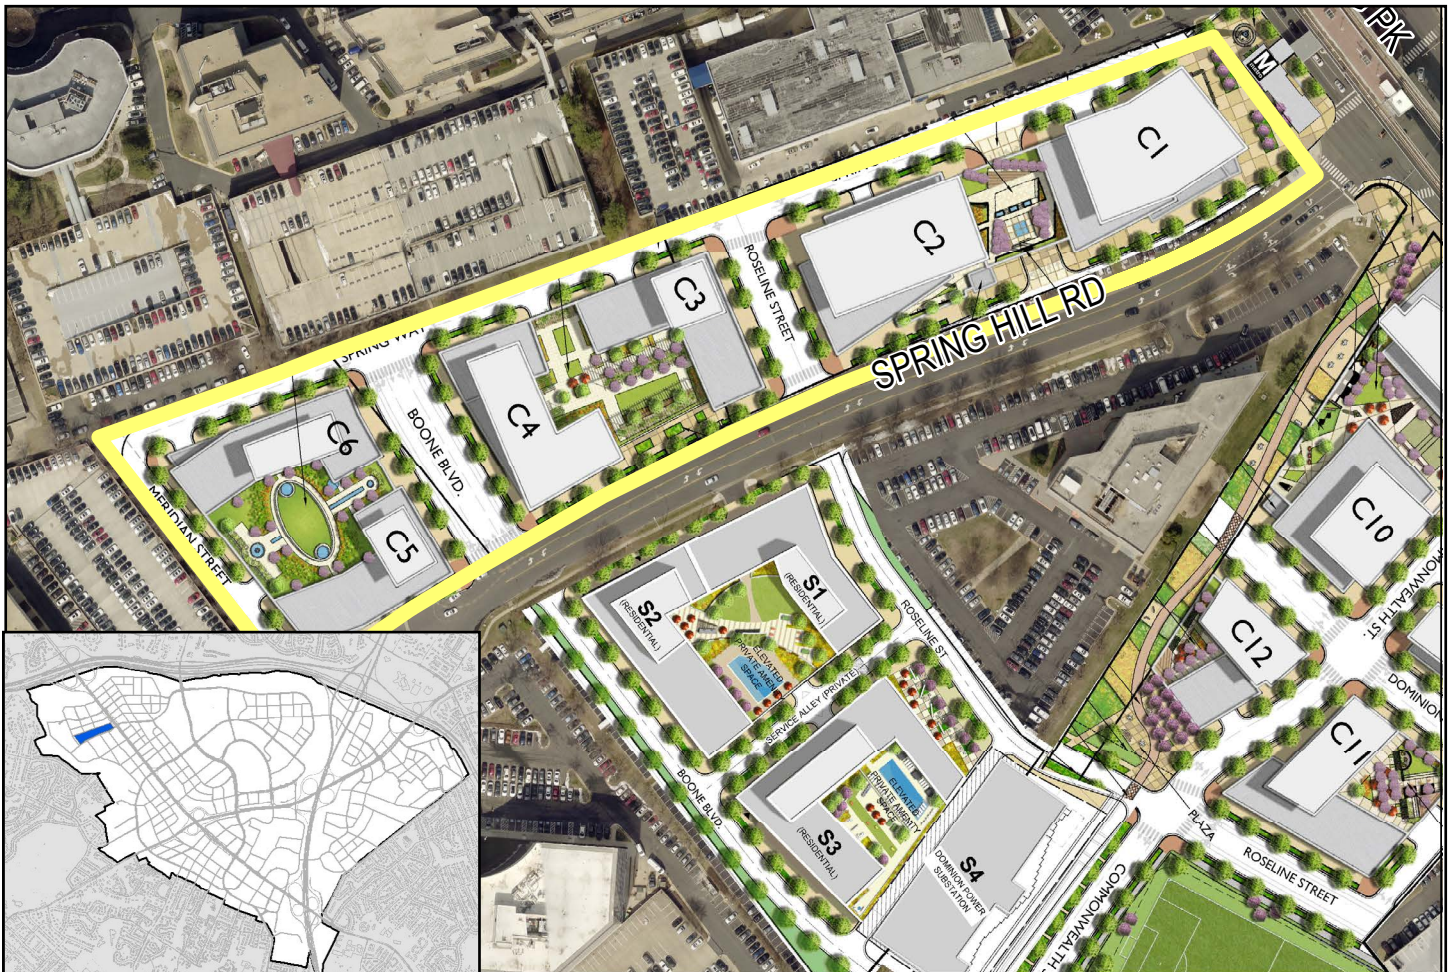 PK
M
C1
C2
ROSELINE STREET
C3
SPRING HILL RD
SPRING WAY
C4
BOONE BLVD.
C6
C5
MERIDIAN STREET
C10
COMMONWEALTH ST.
C12
DOMINION
C11
S1
(RESIDENTIAL)
S2
(RESIDENTIAL)
ELEVATED
PRIVATE AMEN
SPACE
ROSELINE ST.
SERVICE ALLEY (PRIVATE)
BOONE BLVD.
ELEVATED
PRIVATE AMENITY
SPACE
S3
(RESIDENTIAL)
S4
DOMINION POWER
SUBSTATION
PLAZA
ROSELINE STREET
COMMONWEALTH S